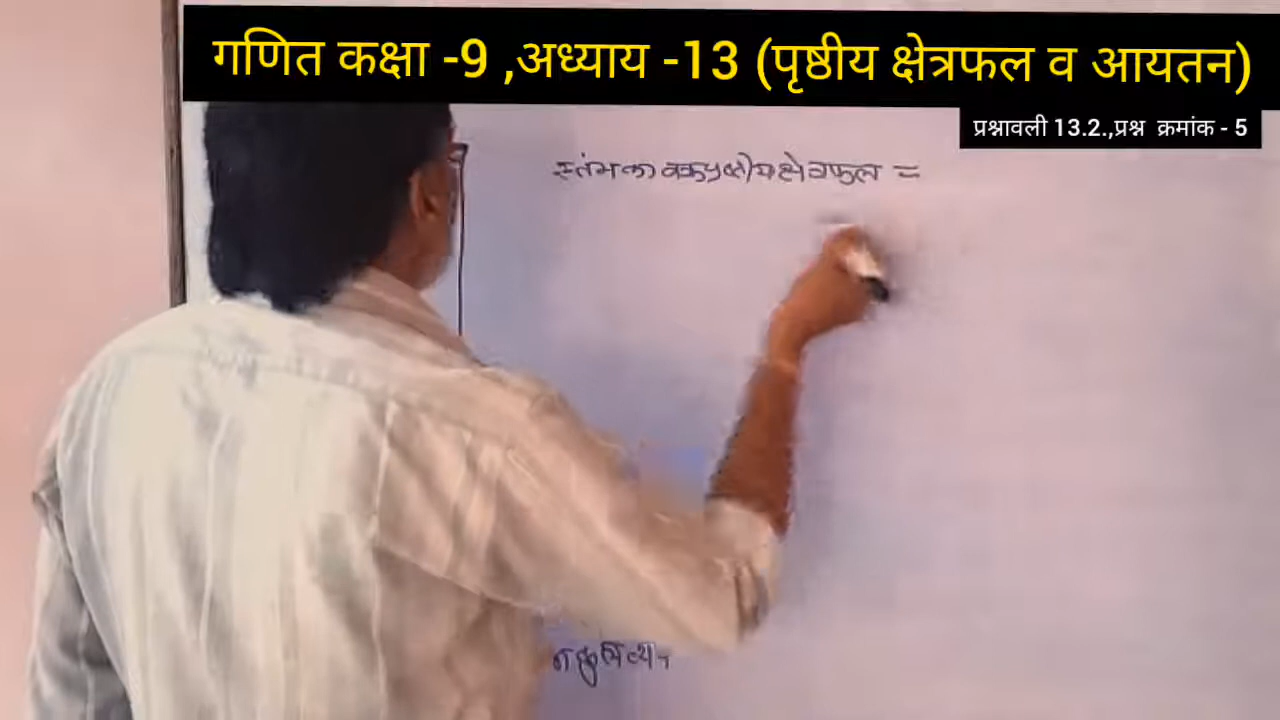 गणित कक्षा -9 ,अध्याय -13 (पृष्ठीय क्षेत्रफल व आयतन)
प्रश्नावली 13.2.,प्रश्न क्रमांक - 5
स्तंभ का वक्रपृष्ठीय क्षेत्रफल =